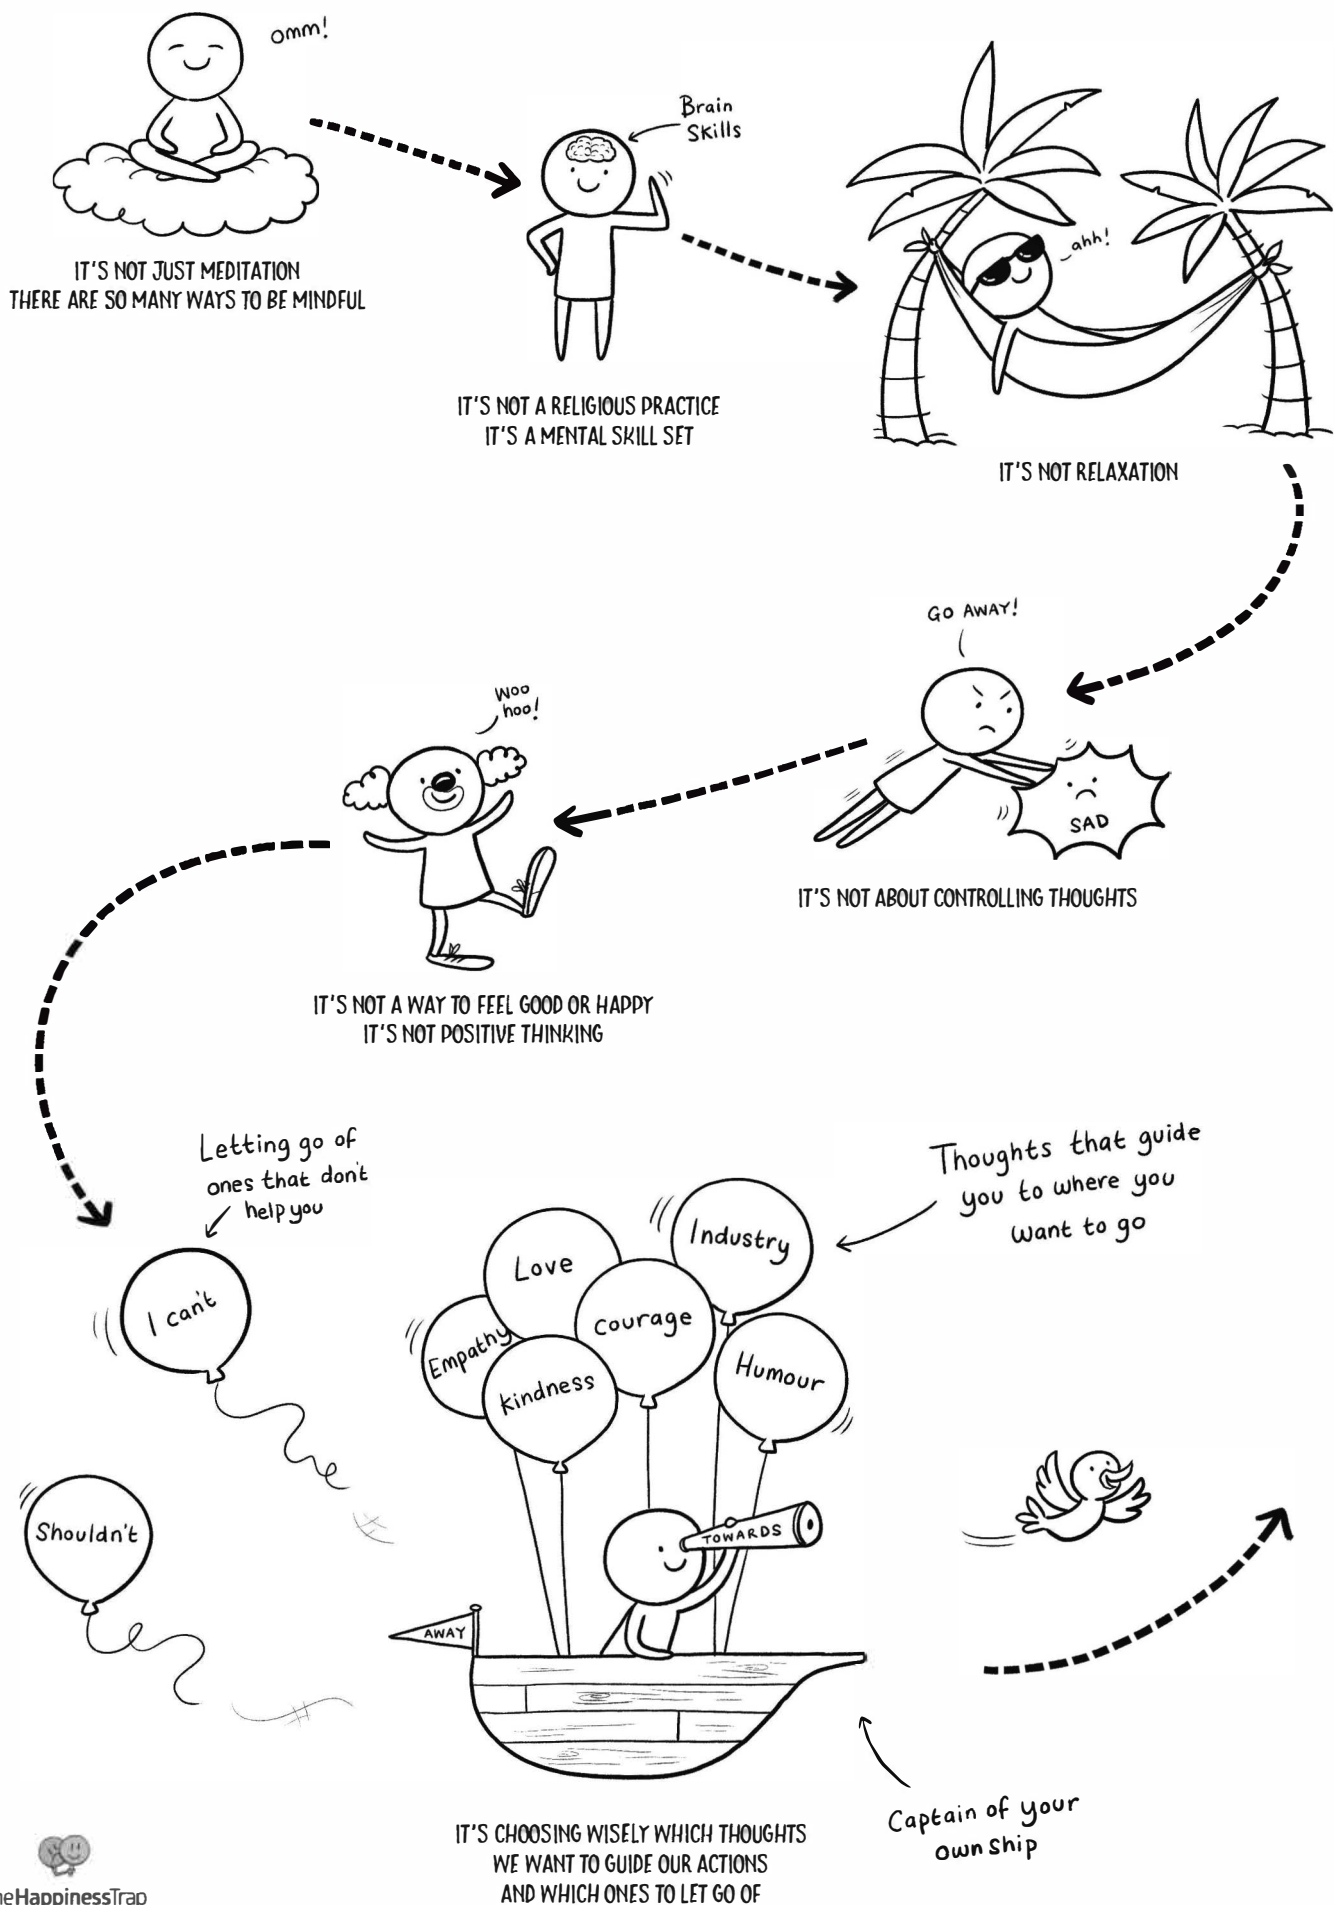 omm!
IT'S NOT JUST MEDITATION
THERE ARE SO MANY WAYS TO BE MINDFUL
Brain
Skills
IT'S NOT A RELIGIOUS PRACTICE
IT'S A MENTAL SKILL SET
ahh!
IT'S NOT RELAXATION
GO AWAY!
SAD
IT'S NOT ABOUT CONTROLLING THOUGHTS
Woo
hoo!
IT'S NOT A WAY TO FEEL GOOD OR HAPPY
IT'S NOT POSITIVE THINKING
Letting go of
ones that don't
help you
I can't
Shouldn't
Thoughts that guide
you to where you
want to go
Love
Industry
Empathy
Courage
Kindness
Humour
TOWARDS
AWAY
Captain of your
own ship
IT'S CHOOSING WISELY WHICH THOUGHTS
WE WANT TO GUIDE OUR ACTIONS
AND WHICH ONES TO LET GO OF
heHappinessTrap